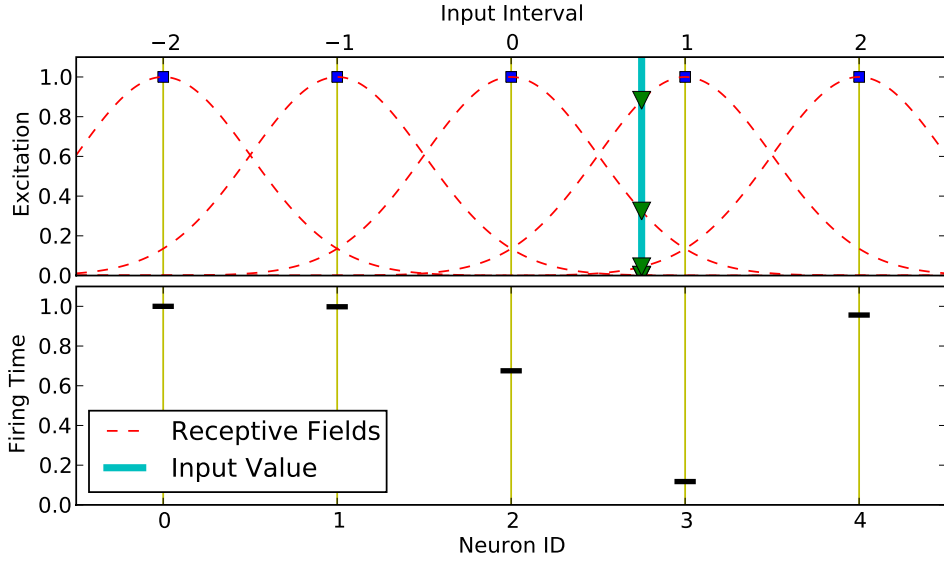 Input Interval
−2 −1 0 1 2
Excitation
1.0
0.8
0.6
0.4
0.2
0.0
Firing Time
1.0
0.8
0.6
0.4
0.2
0.0
Receptive Fields
Input Value
0 1 2 3 4
Neuron ID